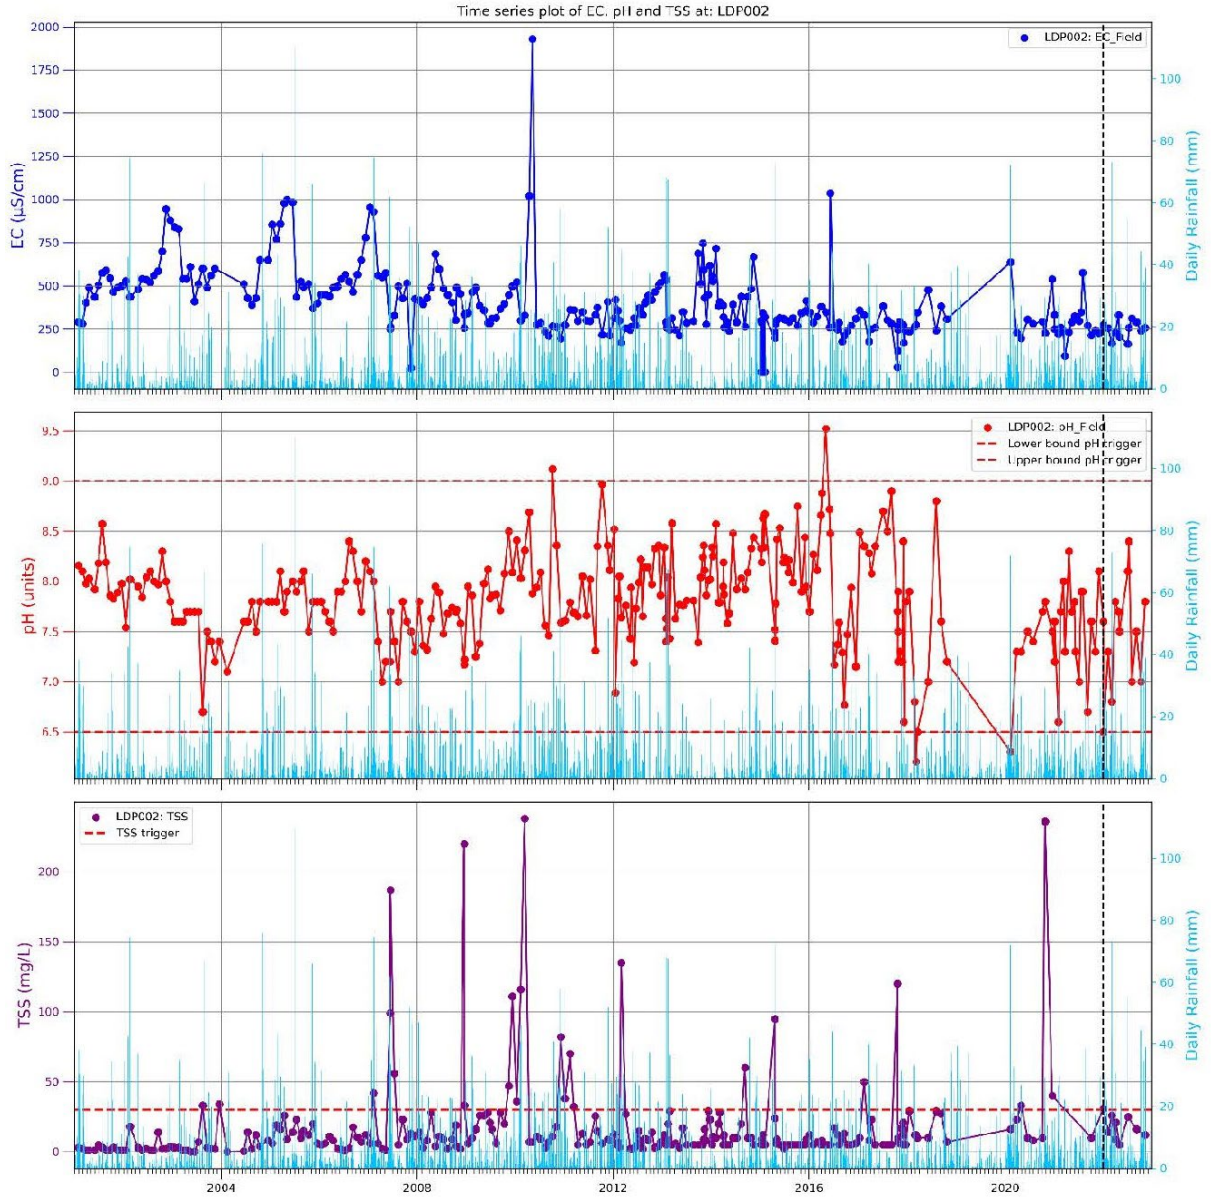 Time series plot of EC, pH and TSS at: LDP002
2000
1750
1500
1250
1000
750
500
250
0
EC (µS/cm)
LDP002: EC_Field
100
80
60
40
20
0
Daily Rainfall (mm)
9.5
9.0
8.5
8.0
7.5
7.0
6.5
pH (units)
LDP002: pH_Field
Lower bound pH trigger
Upper bound pH trigger
100
80
60
40
20
0
Daily Rainfall (mm)
LDP002: TSS
TSS trigger
200
150
100
50
0
TSS (mg/L)
100
80
60
40
20
0
Daily Rainfall (mm)
2004 2008 2012 2016 2020